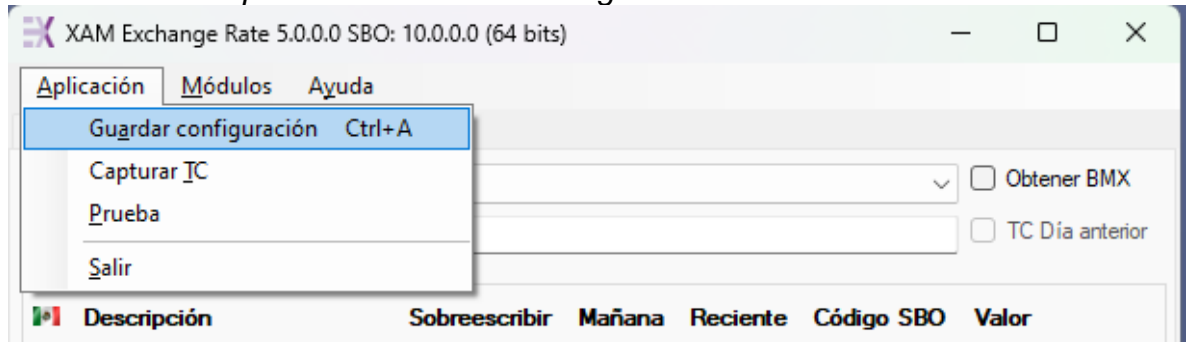 XAM Exchange Rate 5.0.0.0 SBO: 10.0.0.0 (64 bits)
Aplicación Módulos Ayuda
Guardar configuración Ctrl+A
Capturar TC
Obtener BMX
Prueba
TC Día anterior
Salir
Descripción Sobreescribir Mañana Reciente Código SBO Valor